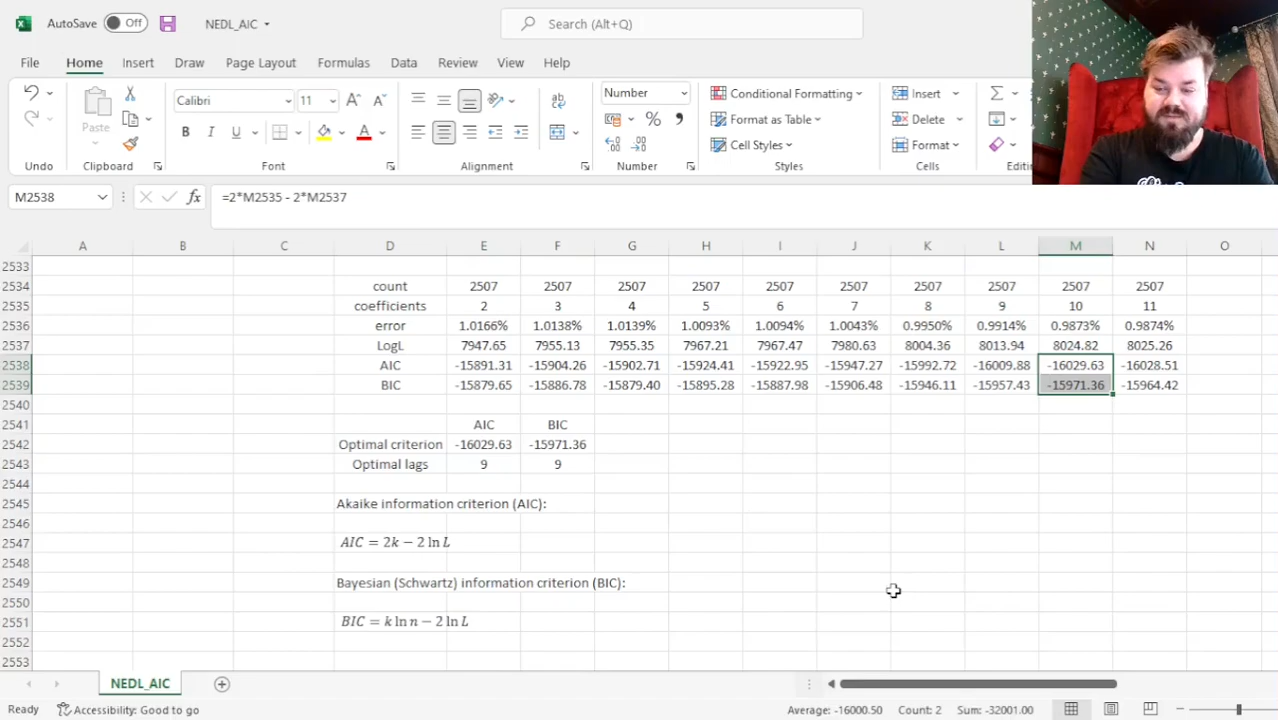 AutoSave Off NEDL_AIC Search (Alt+Q)
File Home Insert Draw Page Layout Formulas Data Review View Help
Calibri 11 A A Number Conditional Formatting Insert
Paste B I U A % Format as Table Delete
Cell Styles Format
Undo Clipboard Font Alignment Number Styles Cells Editin
M2538 fx =2*M2535 - 2*M2537
A B C D E F G H I J K L M N O
2533
2534 count 2507 2507 2507 2507 2507 2507 2507 2507 2507 2507
2535 coefficients 2 3 4 5 6 7 8 9 10 11
2536 error 1.0166% 1.0138% 1.0139% 1.0093% 1.0094% 1.0043% 0.9950% 0.9914% 0.9873% 0.9874%
2537 LogL 7947.65 7955.13 7955.35 7967.21 7967.47 7980.63 8004.36 8013.94 8024.82 8025.26
2538 AIC -15891.31 -15904.26 -15902.71 -15924.41 -15922.95 -15947.27 -15992.72 -16009.88 -16029.63 -16028.51
2539 BIC -15879.65 -15886.78 -15879.40 -15895.28 -15887.98 -15906.48 -15946.11 -15957.43 -15971.36 -15964.42
2540
2541 AIC BIC
2542 Optimal criterion -16029.63 -15971.36
2543 Optimal lags 9 9
2544
2545 Akaike information criterion (AIC):
2546
2547 AIC = 2k − 2 ln L
2548
2549 Bayesian (Schwartz) information criterion (BIC):
2550
2551 BIC = k ln n − 2 ln L
2552
2553
NEDL_AIC
Ready Accessibility: Good to go Average: -16000.50 Count: 2 Sum: -32001.00